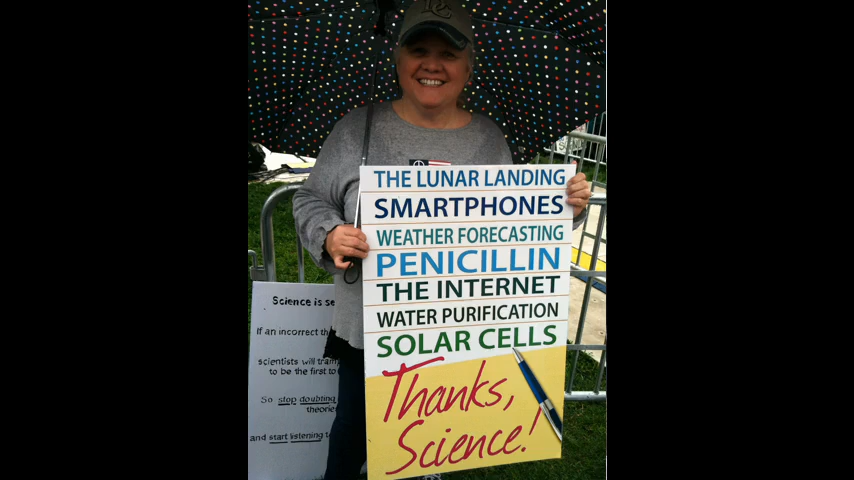 THE LUNAR LANDING
SMARTPHONES
WEATHER FORECASTING
PENICILLIN
THE INTERNET
WATER PURIFICATION
SOLAR CELLS
Thanks,
Science!
Science is se
If an incorrect th
scientists will tram
to be the first to
So stop doubting
theorie
and start listening t